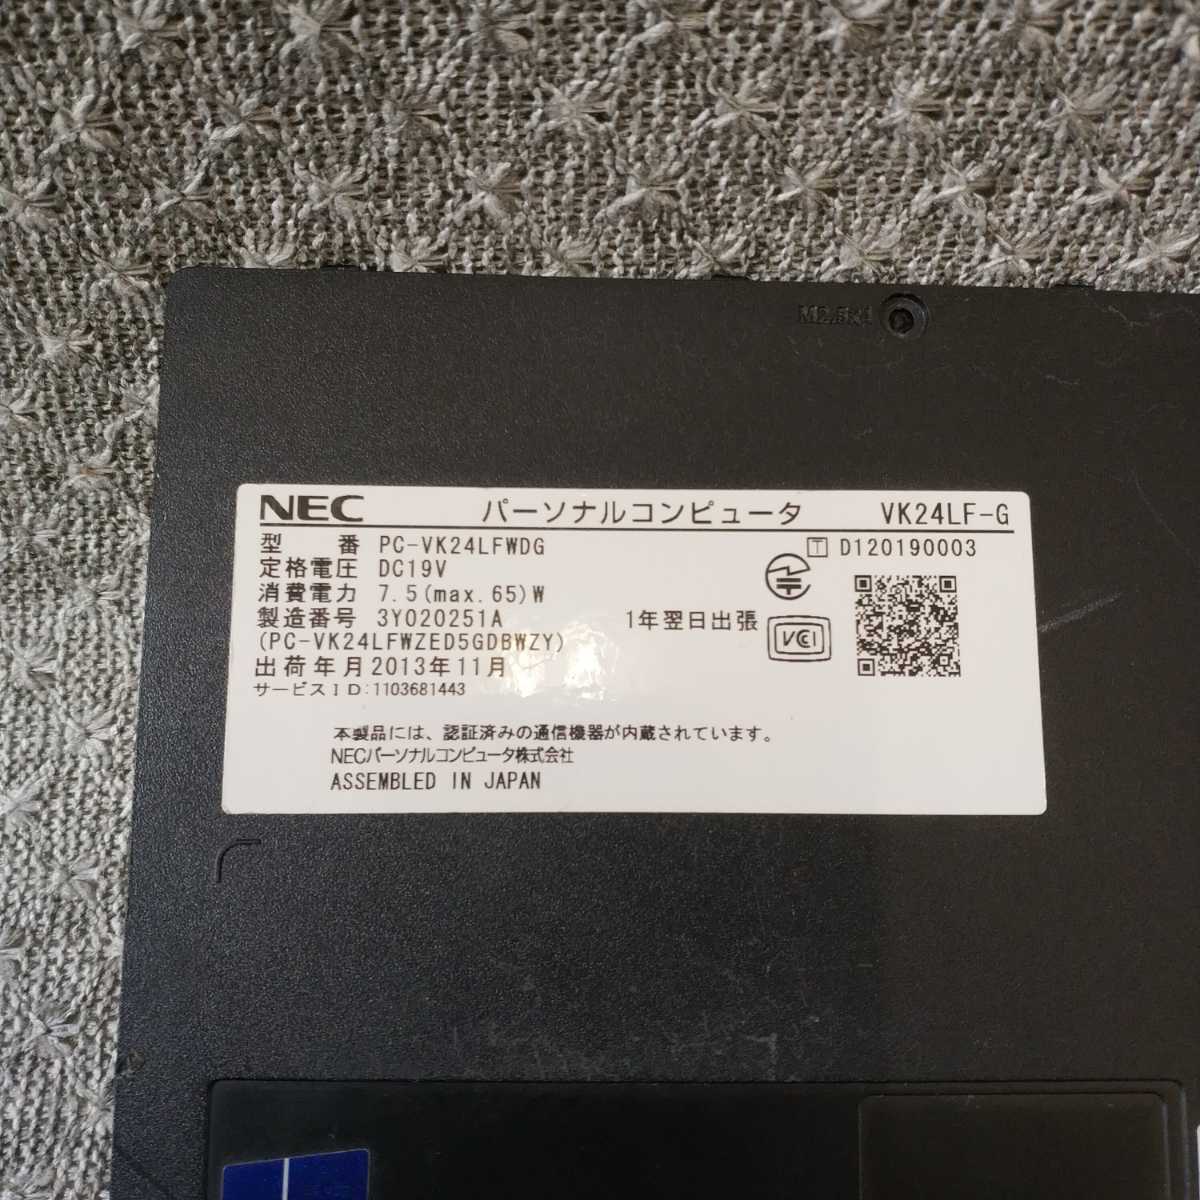 M2.5x4
NEC パーソナルコンピュータ VK24LF-G
型 番 PC-VK24LFWDG
T D120190003
定格電圧 DC19V
消費電力 7.5(max.65)W
製造番号 3Y020251A 1年翌日出張
VCCI
(PC-VK24LFWZED5GDBWZY)
出荷年月 2013年11月
サービスID:1103681443
本製品には、認証済みの通信機器が内蔵されています。
NECパーソナルコンピュータ株式会社
ASSEMBLED IN JAPAN